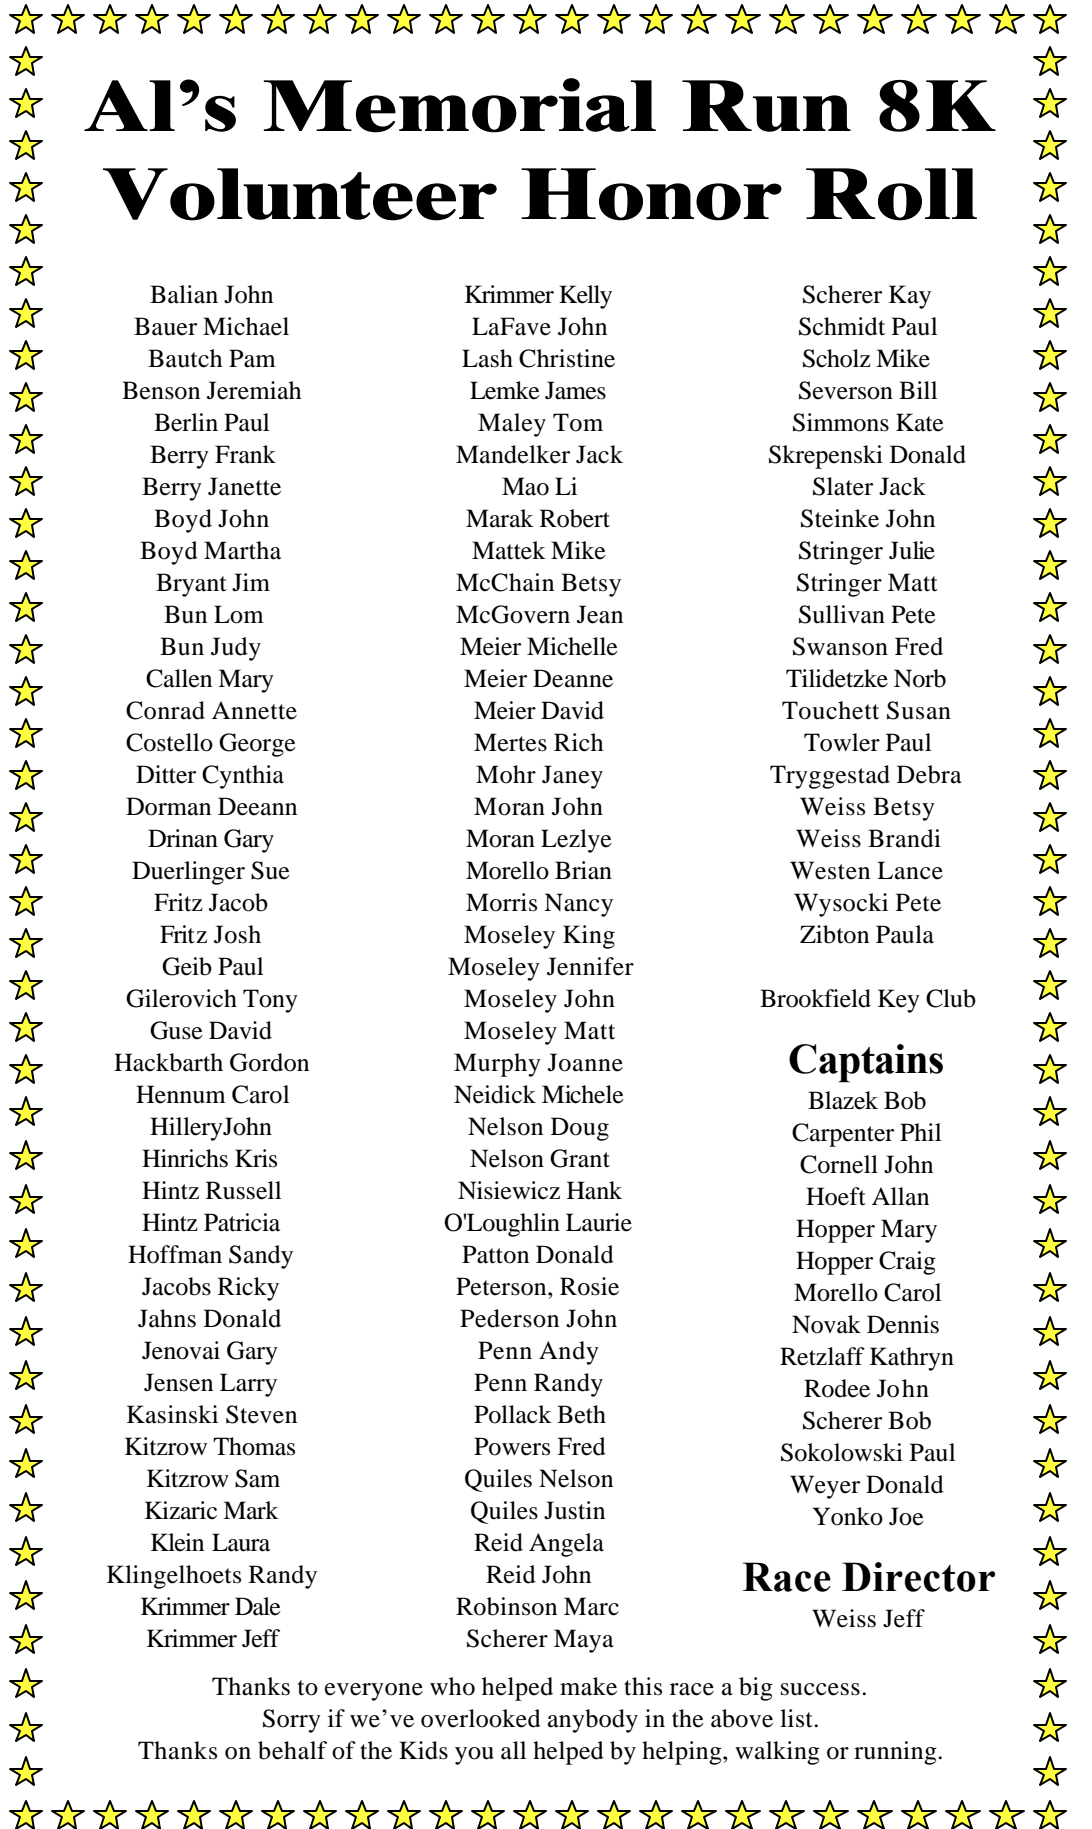 Al’s Memorial Run 8K
Volunteer Honor Roll
Balian John
Bauer Michael
Bautch Pam
Benson Jeremiah
Berlin Paul
Berry Frank
Berry Janette
Boyd John
Boyd Martha
Bryant Jim
Bun Lom
Bun Judy
Callen Mary
Conrad Annette
Costello George
Ditter Cynthia
Dorman Deeann
Drinan Gary
Duerlinger Sue
Fritz Jacob
Fritz Josh
Geib Paul
Gilerovich Tony
Guse David
Hackbarth Gordon
Hennum Carol
HilleryJohn
Hinrichs Kris
Hintz Russell
Hintz Patricia
Hoffman Sandy
Jacobs Ricky
Jahns Donald
Jenovai Gary
Jensen Larry
Kasinski Steven
Kitzrow Thomas
Kitzrow Sam
Kizaric Mark
Klein Laura
Klingelhoets Randy
Krimmer Dale
Krimmer Jeff
Krimmer Kelly
LaFave John
Lash Christine
Lemke James
Maley Tom
Mandelker Jack
Mao Li
Marak Robert
Mattek Mike
McChain Betsy
McGovern Jean
Meier Michelle
Meier Deanne
Meier David
Mertes Rich
Mohr Janey
Moran John
Moran Lezlye
Morello Brian
Morris Nancy
Moseley King
Moseley Jennifer
Moseley John
Moseley Matt
Murphy Joanne
Neidick Michele
Nelson Doug
Nelson Grant
Nisiewicz Hank
O'Loughlin Laurie
Patton Donald
Peterson, Rosie
Pederson John
Penn Andy
Penn Randy
Pollack Beth
Powers Fred
Quiles Nelson
Quiles Justin
Reid Angela
Reid John
Robinson Marc
Scherer Maya
Scherer Kay
Schmidt Paul
Scholz Mike
Severson Bill
Simmons Kate
Skrepenski Donald
Slater Jack
Steinke John
Stringer Julie
Stringer Matt
Sullivan Pete
Swanson Fred
Tilidetzke Norb
Touchett Susan
Towler Paul
Tryggestad Debra
Weiss Betsy
Weiss Brandi
Westen Lance
Wysocki Pete
Zibton Paula
Brookfield Key Club
Captains
Blazek Bob
Carpenter Phil
Cornell John
Hoeft Allan
Hopper Mary
Hopper Craig
Morello Carol
Novak Dennis
Retzlaff Kathryn
Rodee John
Scherer Bob
Sokolowski Paul
Weyer Donald
Yonko Joe
Race Director
Weiss Jeff
Thanks to everyone who helped make this race a big success.
Sorry if we’ve overlooked anybody in the above list.
Thanks on behalf of the Kids you all helped by helping, walking or running.